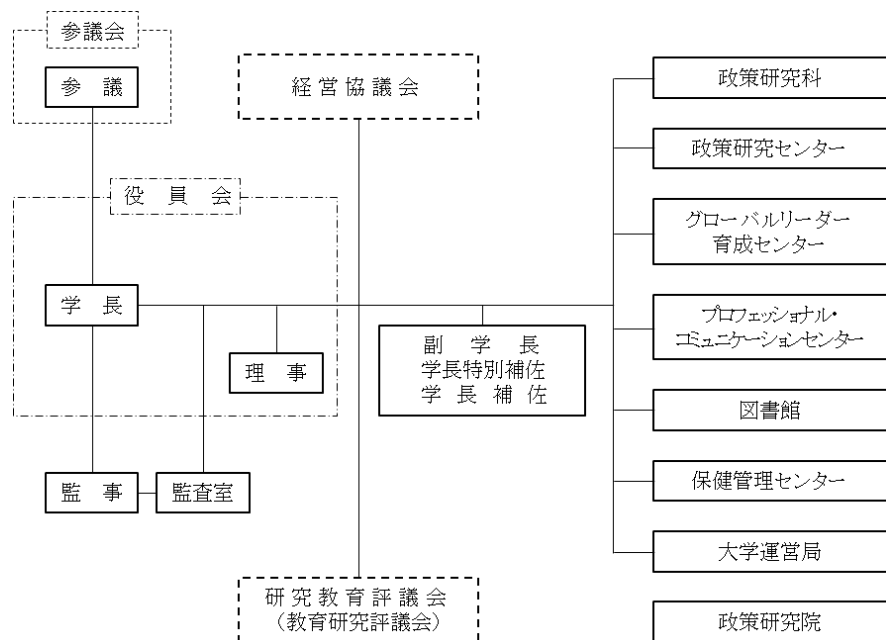 参議会
参議
経営協議会
役員会
学長
理事
副学長
学長特別補佐
学長補佐
監事
監査室
研究教育評議会
（教育研究評議会）
政策研究科
政策研究センター
グローバルリーダー
育成センター
プロフェッショナル・
コミュニケーションセンター
図書館
保健管理センター
大学運営局
政策研究院